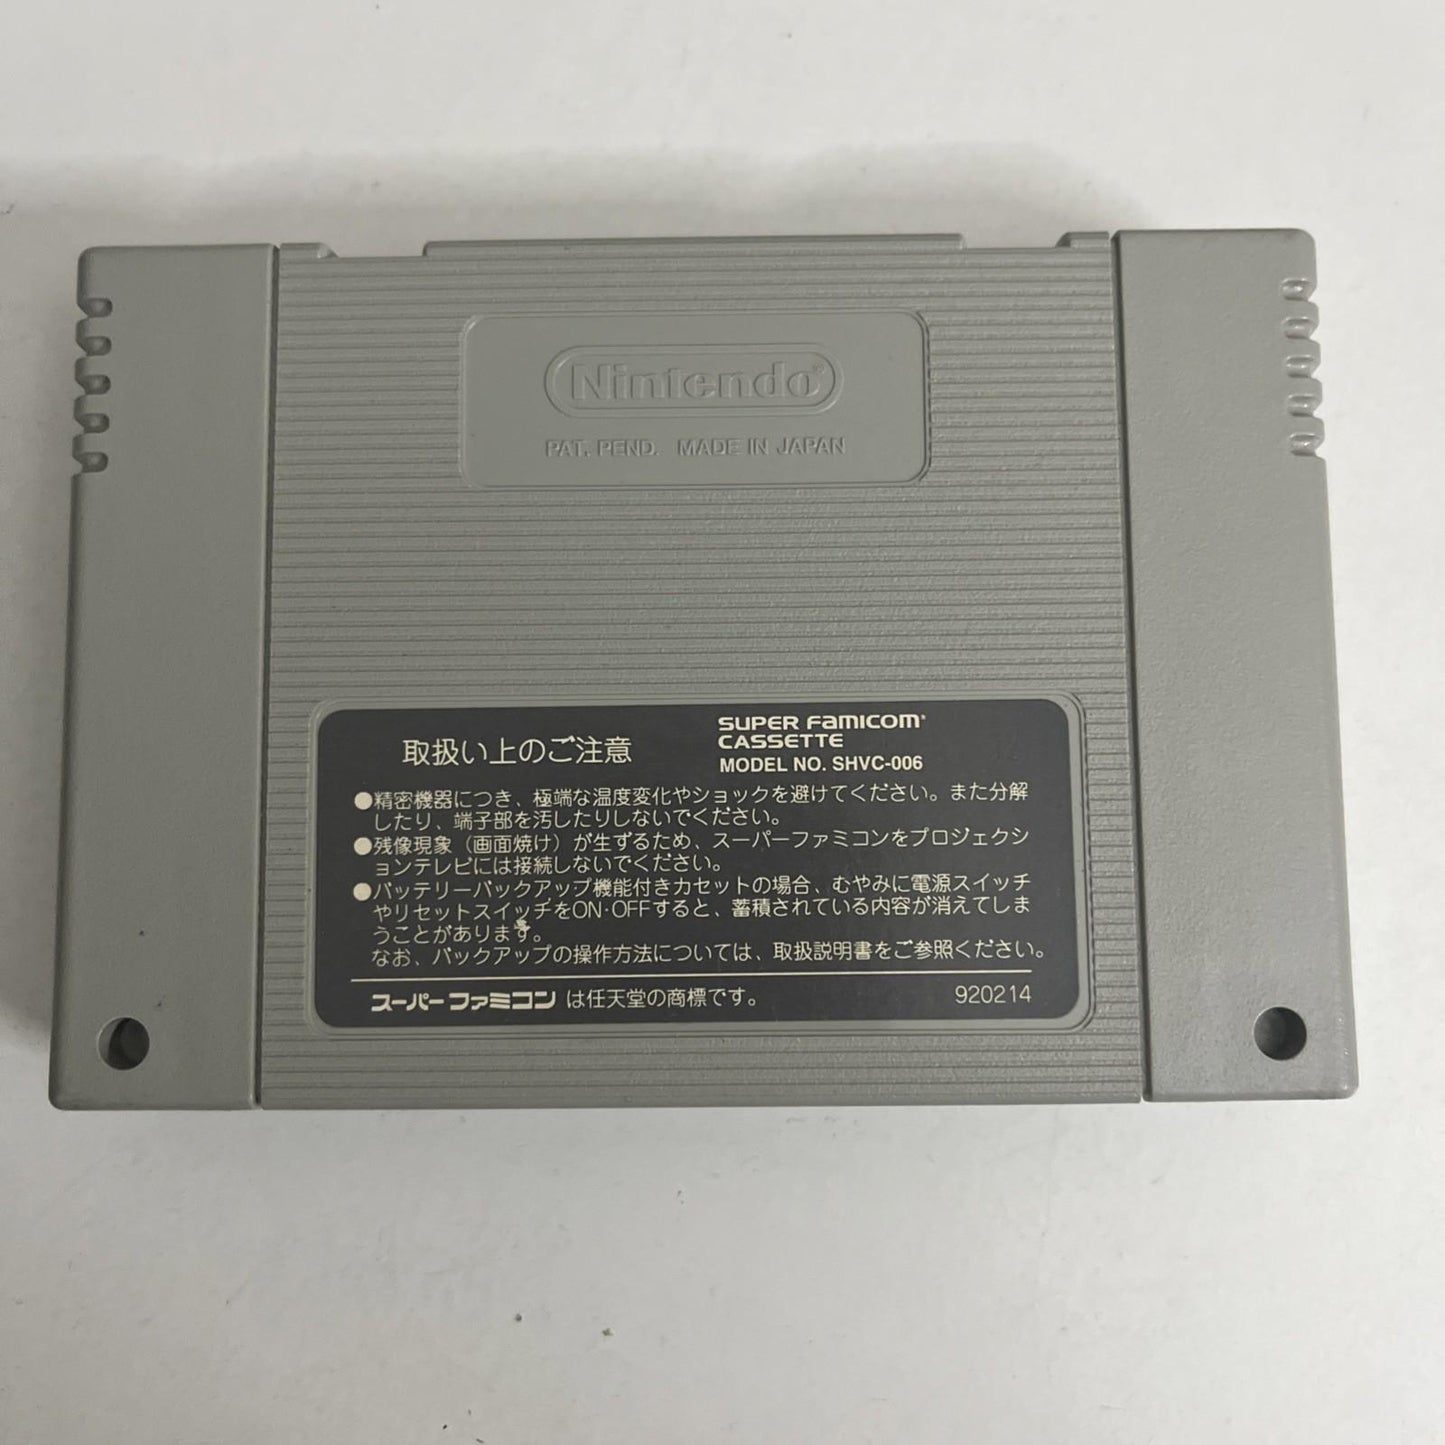 Nintendo®
PAT. PEND. MADE IN JAPAN
取扱い上のご注意
SUPER FAMICOM®
CASSETTE
MODEL NO. SHVC-006
●精密機器につき、極端な温度変化やショックを避けてください。また分解
したり、端子部を汚したりしないでください。
●残像現象（画面焼け）が生ずるため、スーパーファミコンをプロジェクシ
ョンテレビには接続しないでください。
●バッテリーバックアップ機能付きカセットの場合、むやみに電源スイッチ
やリセットスイッチをON·OFFすると、蓄積されている内容が消えてしま
うことがあります。
なお、バックアップの操作方法については、取扱説明書をご参照ください。
スーパーファミコン は任天堂の商標です。
920214